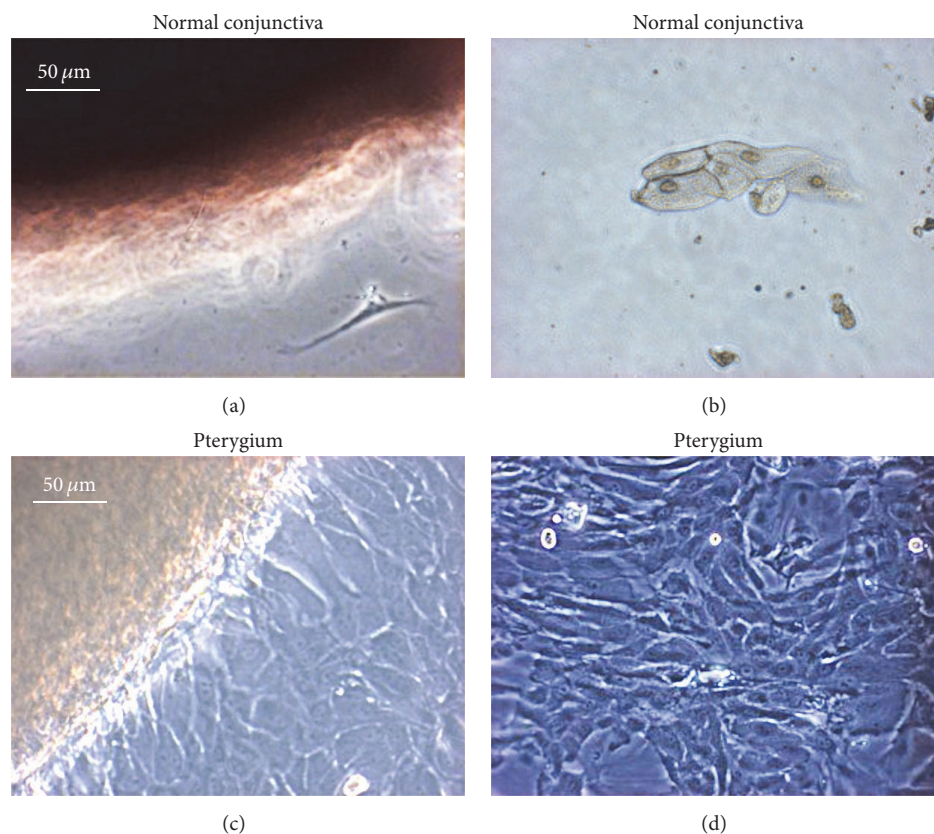 Normal conjunctiva
Normal conjunctiva
50 μm
(a)
(b)
Pterygium
Pterygium
50 μm
(c)
(d)